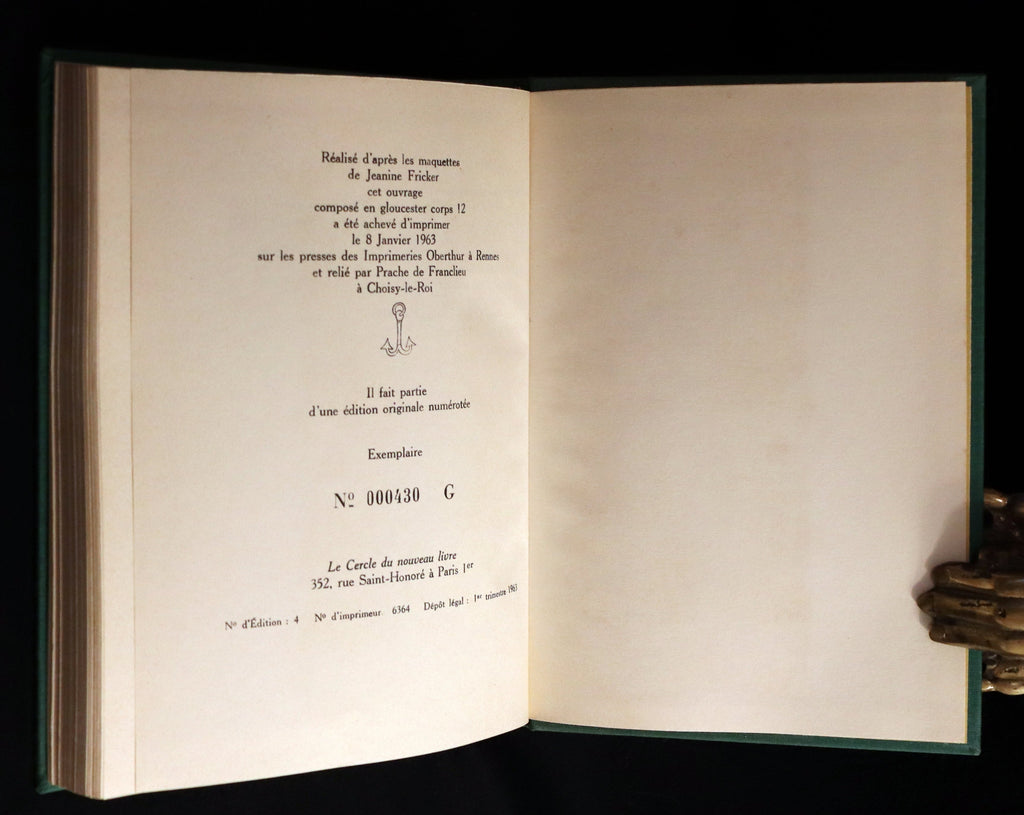 Réalisé d'après les maquettes
de Jeanine Fricker
cet ouvrage
composé en gloucester corps 12
a été achevé d'imprimer
le 8 Janvier 1963
sur les presses des Imprimeries Oberthur à Rennes
et relié par Prache de Franclieu
à Choisy-le-Roi
Il fait partie
d'une édition originale numérotée
Exemplaire
Nº 000430 G
Le Cercle du nouveau livre
352, rue Saint-Honoré à Paris 1er
Nº d'Édition : 4 Nº d'imprimeur 6364 Dépôt légal : 1er trimestre 1963